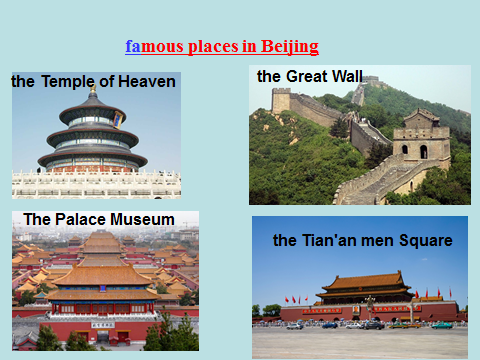 famous places in Beijing
the Temple of Heaven
the Great Wall
The Palace Museum
the Tian'an men Square